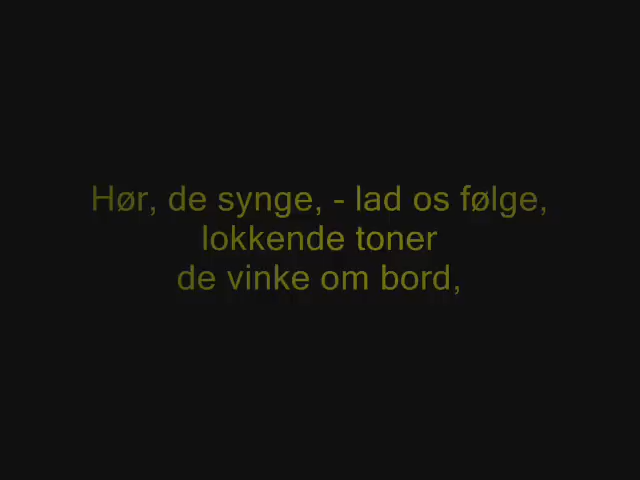 Hør, de synge, - lad os følge,
lokkende toner
de vinke om bord,